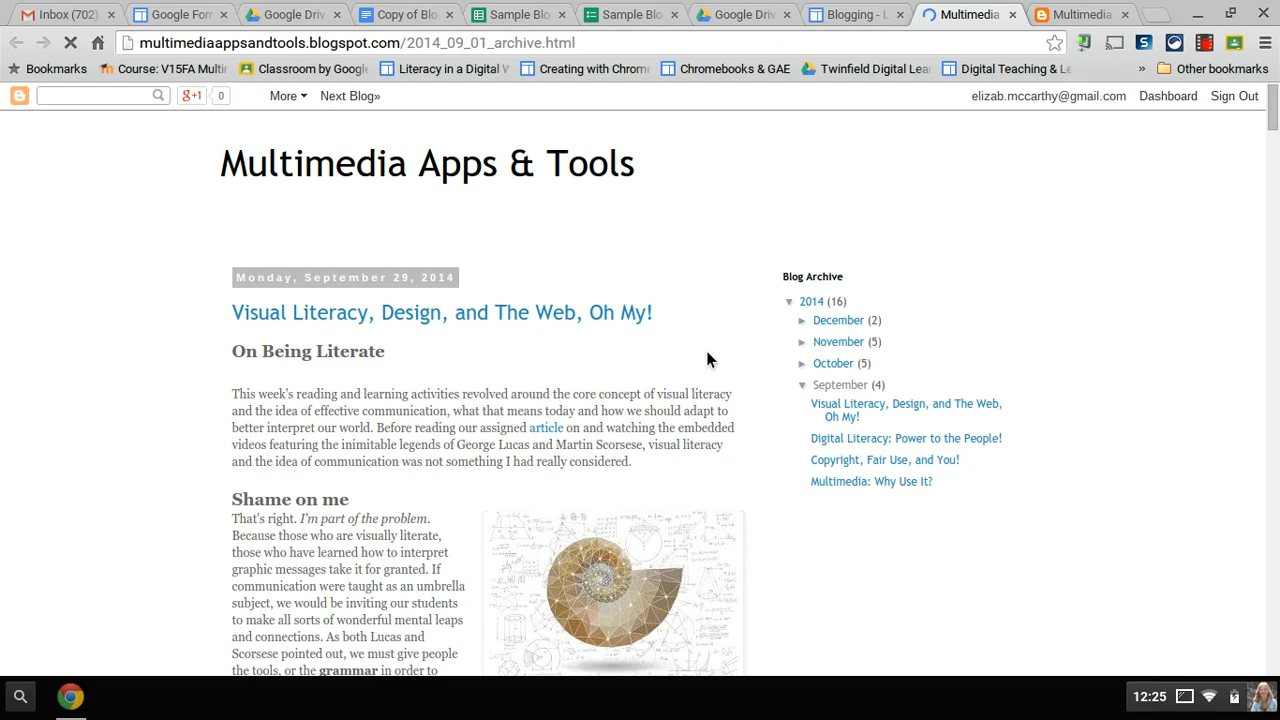 Inbox (702)
Google For
Google Driv
Copy of Blo
Sample Blo
Sample Blo
Google Driv
Blogging - L
Multimedia
Multimedia
multimediaappsandtools.blogspot.com/2014_09_01_archive.html
Bookmarks
Course: V15FA Multi
Classroom by Google
Literacy in a Digital W
Creating with Chrom
Chromebooks & GAE
Twinfield Digital Lea
Digital Teaching & Le
» Other bookmarks
g+1 0 More Next Blog»
elizab.mccarthy@gmail.com Dashboard Sign Out
Multimedia Apps & Tools
Monday, September 29, 2014
Visual Literacy, Design, and The Web, Oh My!
On Being Literate
This week's reading and learning activities revolved around the core concept of visual literacy
and the idea of effective communication, what that means today and how we should adapt to
better interpret our world. Before reading our assigned article on and watching the embedded
videos featuring the inimitable legends of George Lucas and Martin Scorsese, visual literacy
and the idea of communication was not something I had really considered.
Shame on me
That's right. I'm part of the problem.
Because those who are visually literate,
those who have learned how to interpret
graphic messages take it for granted. If
communication were taught as an umbrella
subject, we would be inviting our students
to make all sorts of wonderful mental leaps
and connections. As both Lucas and
Scorsese pointed out, we must give people
the tools, or the grammar in order to
Blog Archive
▼ 2014 (16)
► December (2)
► November (5)
► October (5)
▼ September (4)
Visual Literacy, Design, and The Web,
Oh My!
Digital Literacy: Power to the People!
Copyright, Fair Use, and You!
Multimedia: Why Use It?
12:25